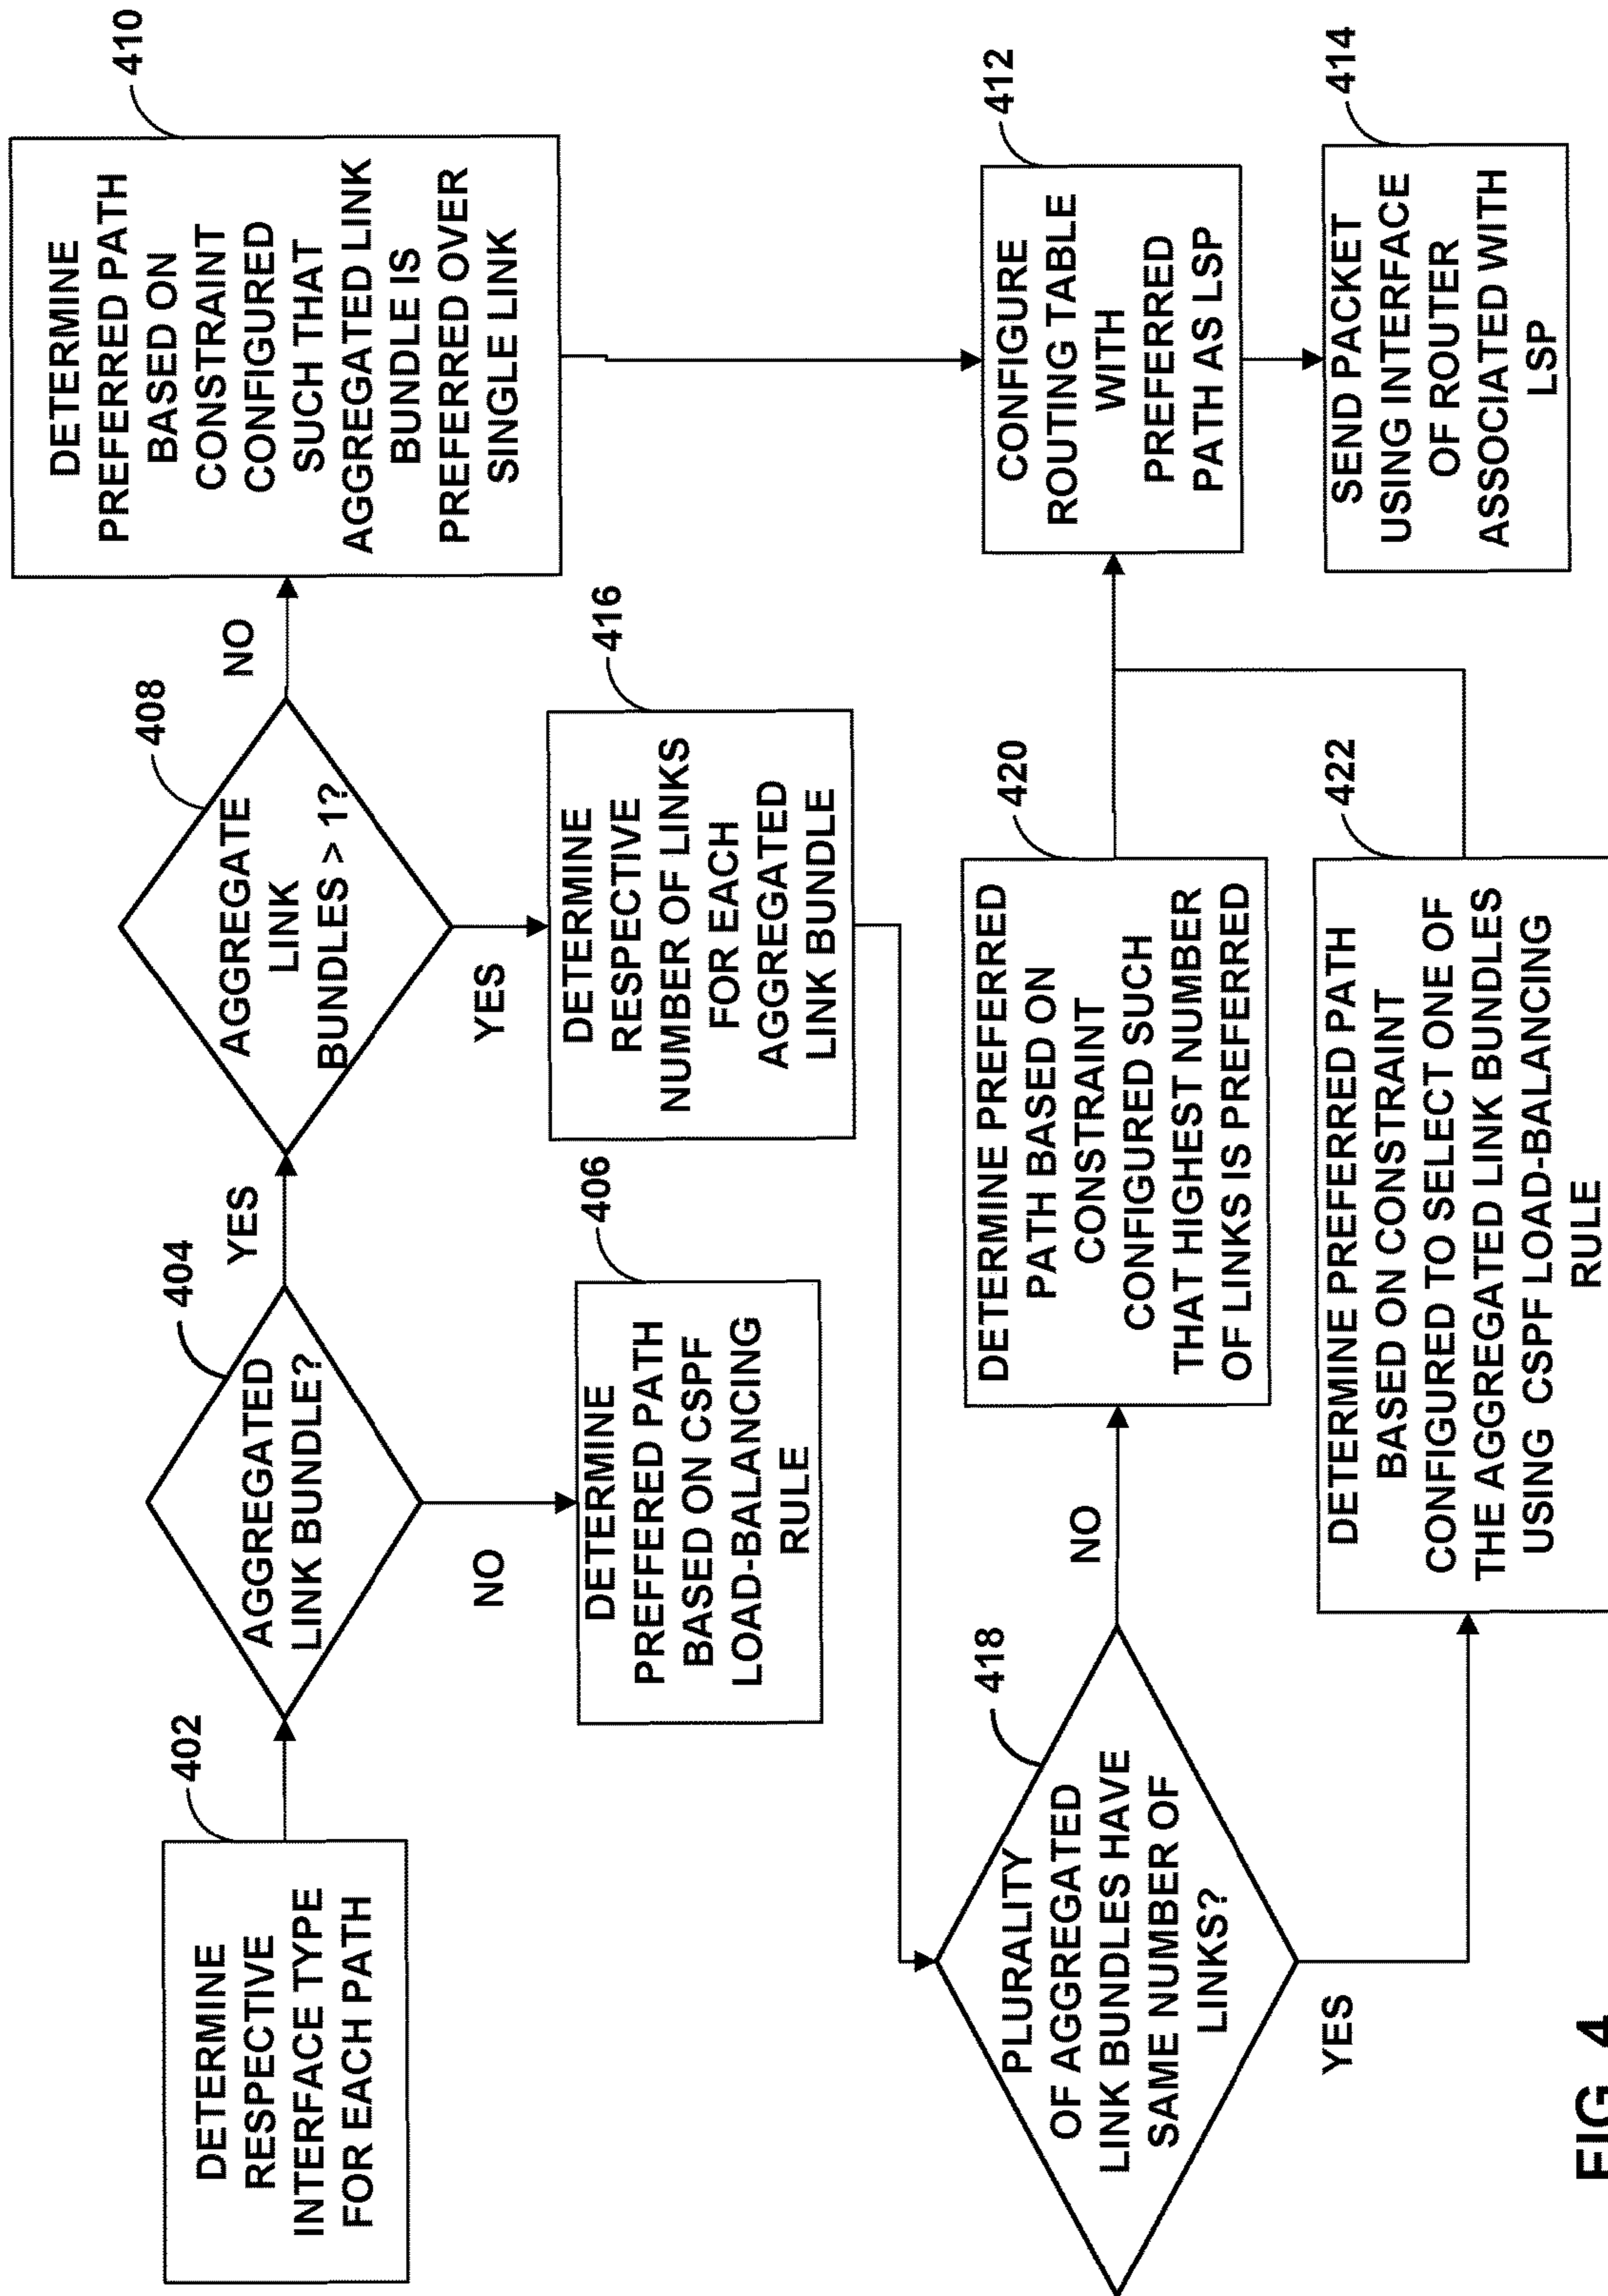 DETERMINE
RESPECTIVE
INTERFACE TYPE
FOR EACH PATH
402
AGGREGATED
LINK BUNDLE?
404
YES
NO
DETERMINE
PREFFERED PATH
BASED ON CSPF
LOAD-BALANCING
RULE
406
AGGREGATE
LINK
BUNDLES > 1?
408
NO
YES
DETERMINE
PREFERRED PATH
BASED ON
CONSTRAINT
CONFIGURED
SUCH THAT
AGGREGATED LINK
BUNDLE IS
PREFERRED OVER
SINGLE LINK
410
DETERMINE
RESPECTIVE
NUMBER OF LINKS
FOR EACH
AGGREGATED
LINK BUNDLE
416
PLURALITY
OF AGGREGATED
LINK BUNDLES HAVE
SAME NUMBER OF
LINKS?
418
NO
YES
DETERMINE PREFERRED
PATH BASED ON
CONSTRAINT
CONFIGURED SUCH
THAT HIGHEST NUMBER
OF LINKS IS PREFERRED
420
DETERMINE PREFERRED PATH
BASED ON CONSTRAINT
CONFIGURED TO SELECT ONE OF
THE AGGREGATED LINK BUNDLES
USING CSPF LOAD-BALANCING
RULE
422
CONFIGURE
ROUTING TABLE
WITH
PREFERRED
PATH AS LSP
412
SEND PACKET
USING INTERFACE
OF ROUTER
ASSOCIATED WITH
LSP
414
FIG. 4